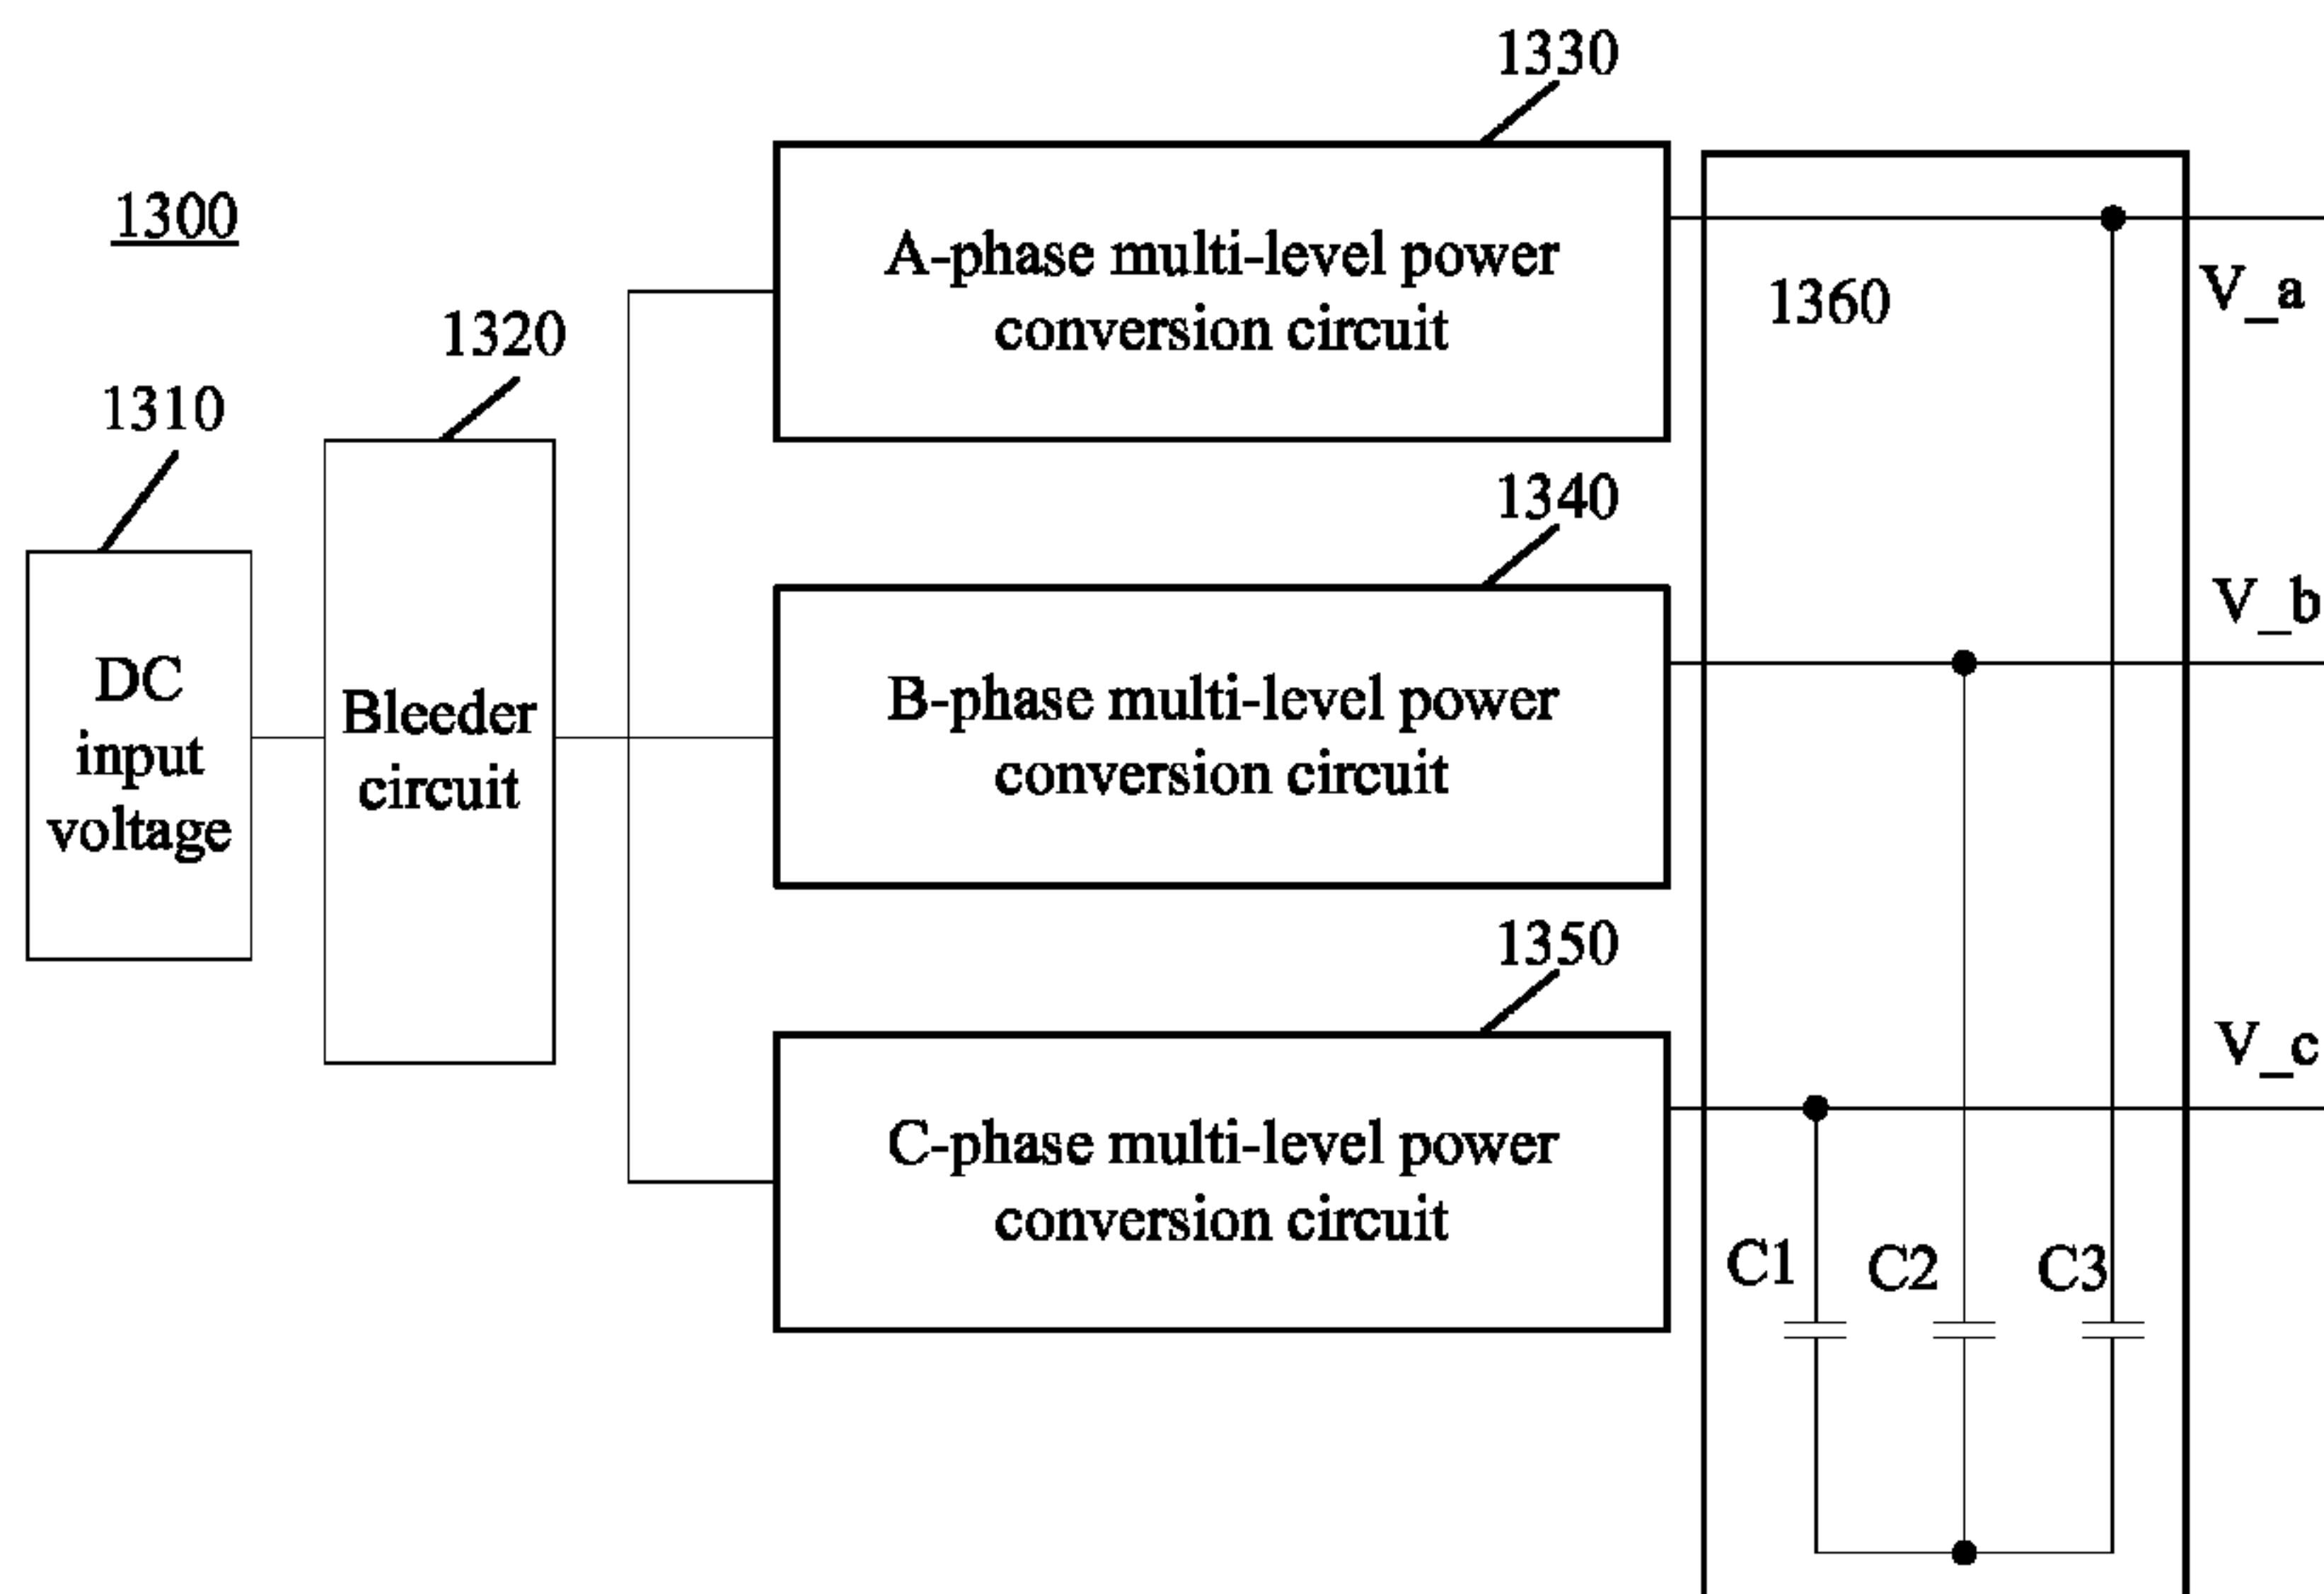 1300
1310
DC
input
voltage
1320
Bleeder
circuit
1330
A-phase multi-level power
conversion circuit
1340
B-phase multi-level power
conversion circuit
1350
C-phase multi-level power
conversion circuit
1360
V_a
V_b
V_c
C1
C2
C3